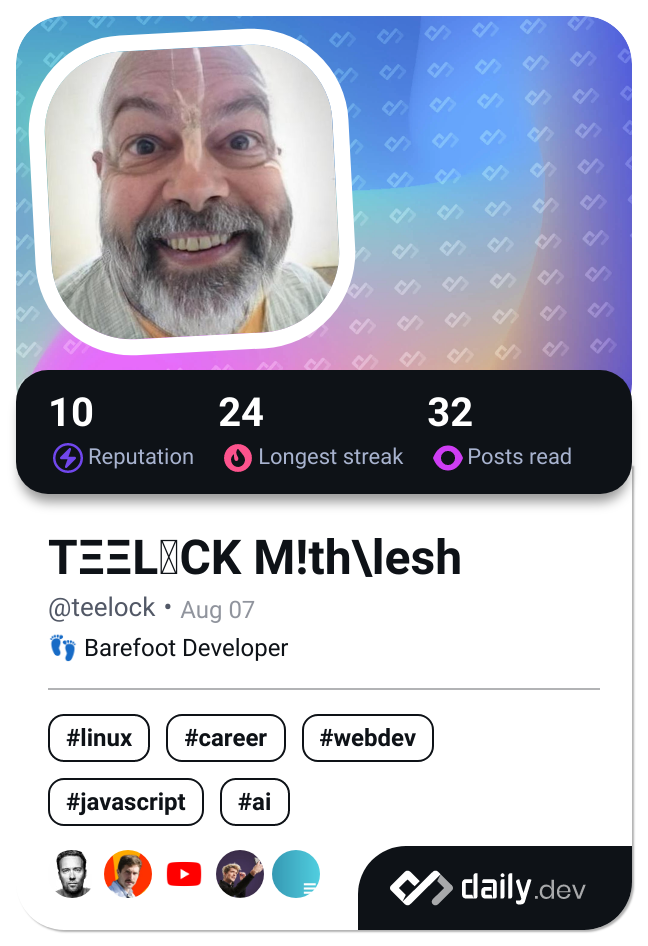 10 24 32
Reputation Longest streak Posts read
TΞΞL▯CK M!th\lesh
@teelock • Aug 07
👣 Barefoot Developer
#linux #career #webdev
#javascript #ai
daily.dev